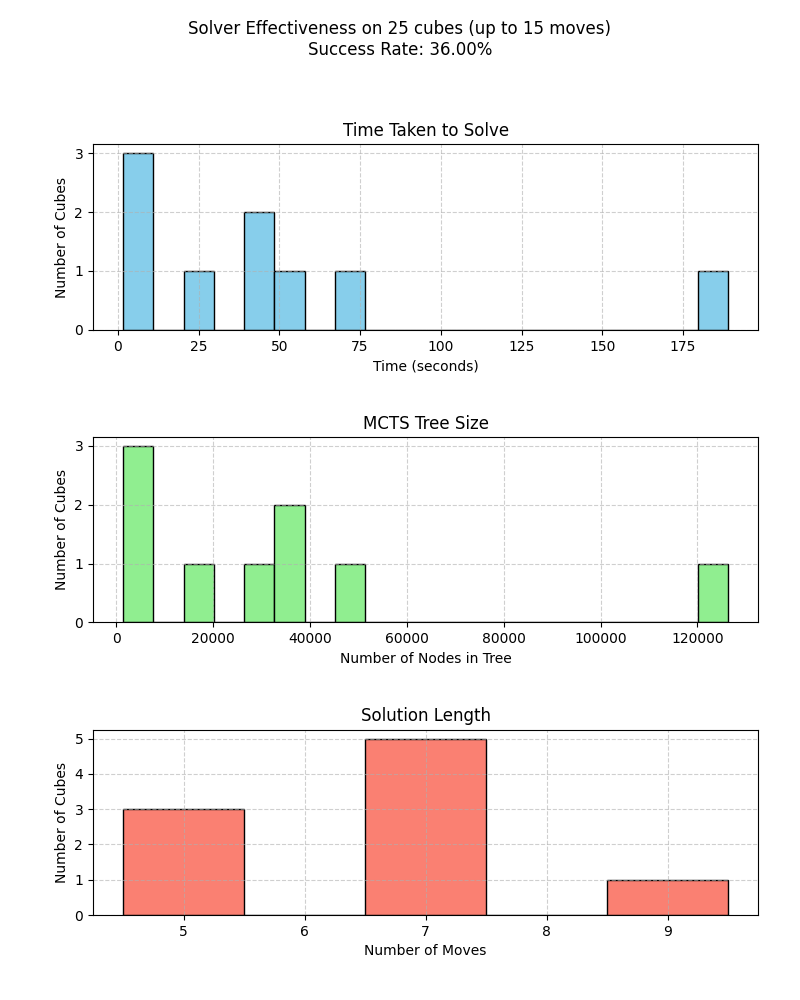 Solver Effectiveness on 25 cubes (up to 15 moves)
Success Rate: 36.00%
Time Taken to Solve
3
2
1
0
Number of Cubes
0 25 50 75 100 125 150 175
Time (seconds)
MCTS Tree Size
3
2
1
0
Number of Cubes
0 20000 40000 60000 80000 100000 120000
Number of Nodes in Tree
Solution Length
5
4
3
2
1
0
Number of Cubes
5 6 7 8 9
Number of Moves